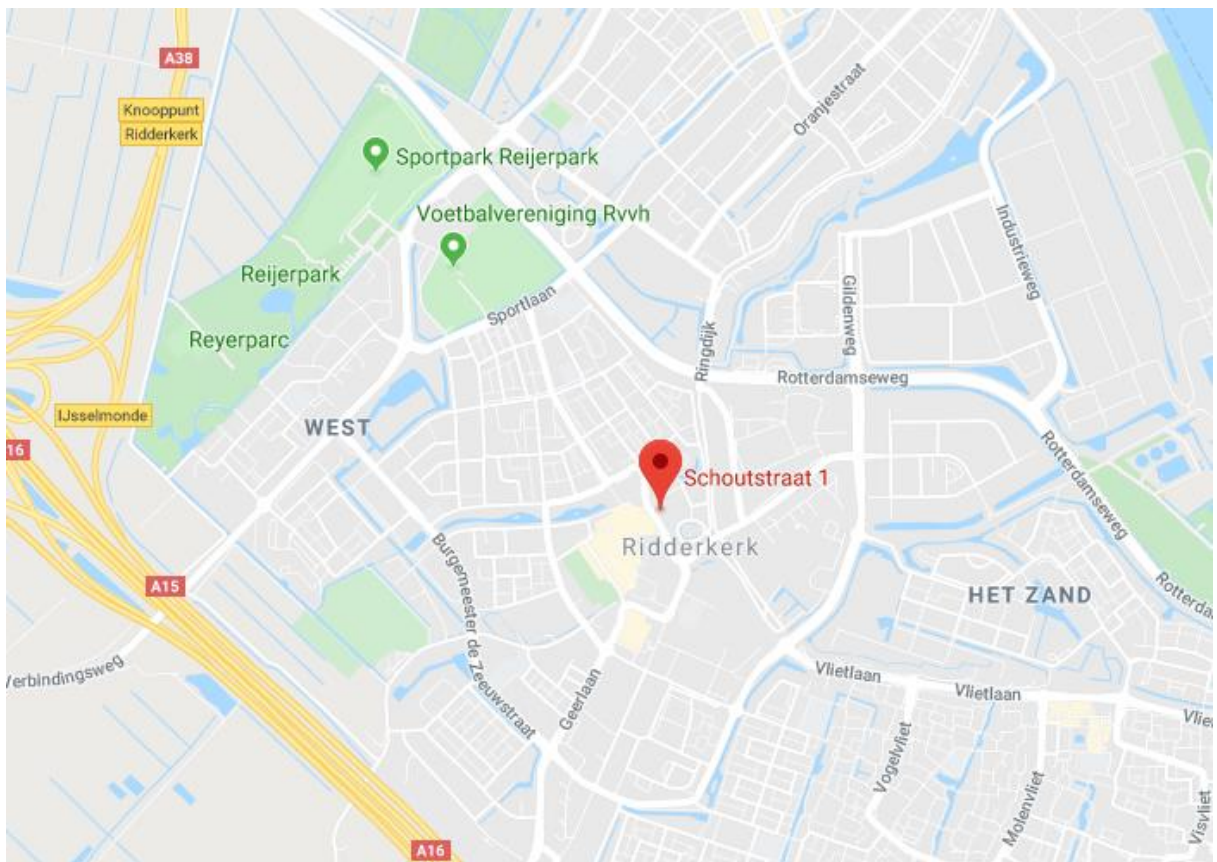 A38
Knooppunt
Ridderkerk
Sportpark Reijerpark
Oranjestraat
Voetbalvereniging Rvvh
Reijerpark
Industrieweg
Gildenweg
Sportlaan
Reyerparc
Ringdijk
Rotterdamseweg
IJsselmonde
WEST
16
Schoutstraat 1
Rotterdamseweg
Ridderkerk
A15
Burgemeester de Zeeuwstraat
HET ZAND
Rotterda
Verbindingsweg
Vlietlaan
Vlietlaan
Vlie
Geerlaan
Vogelvliet
Molenvliet
Visvliet
A16